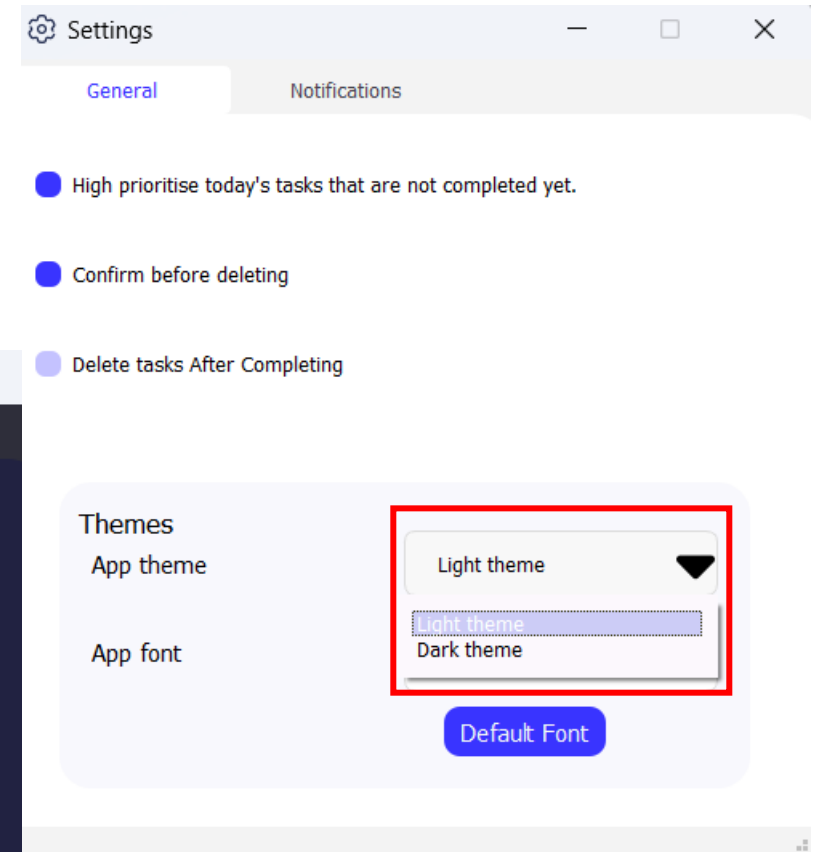 Settings
General
Notifications
High prioritise today's tasks that are not completed yet.
Confirm before deleting
Delete tasks After Completing
Themes
App theme
Light theme
Light theme
Dark theme
App font
Default Font